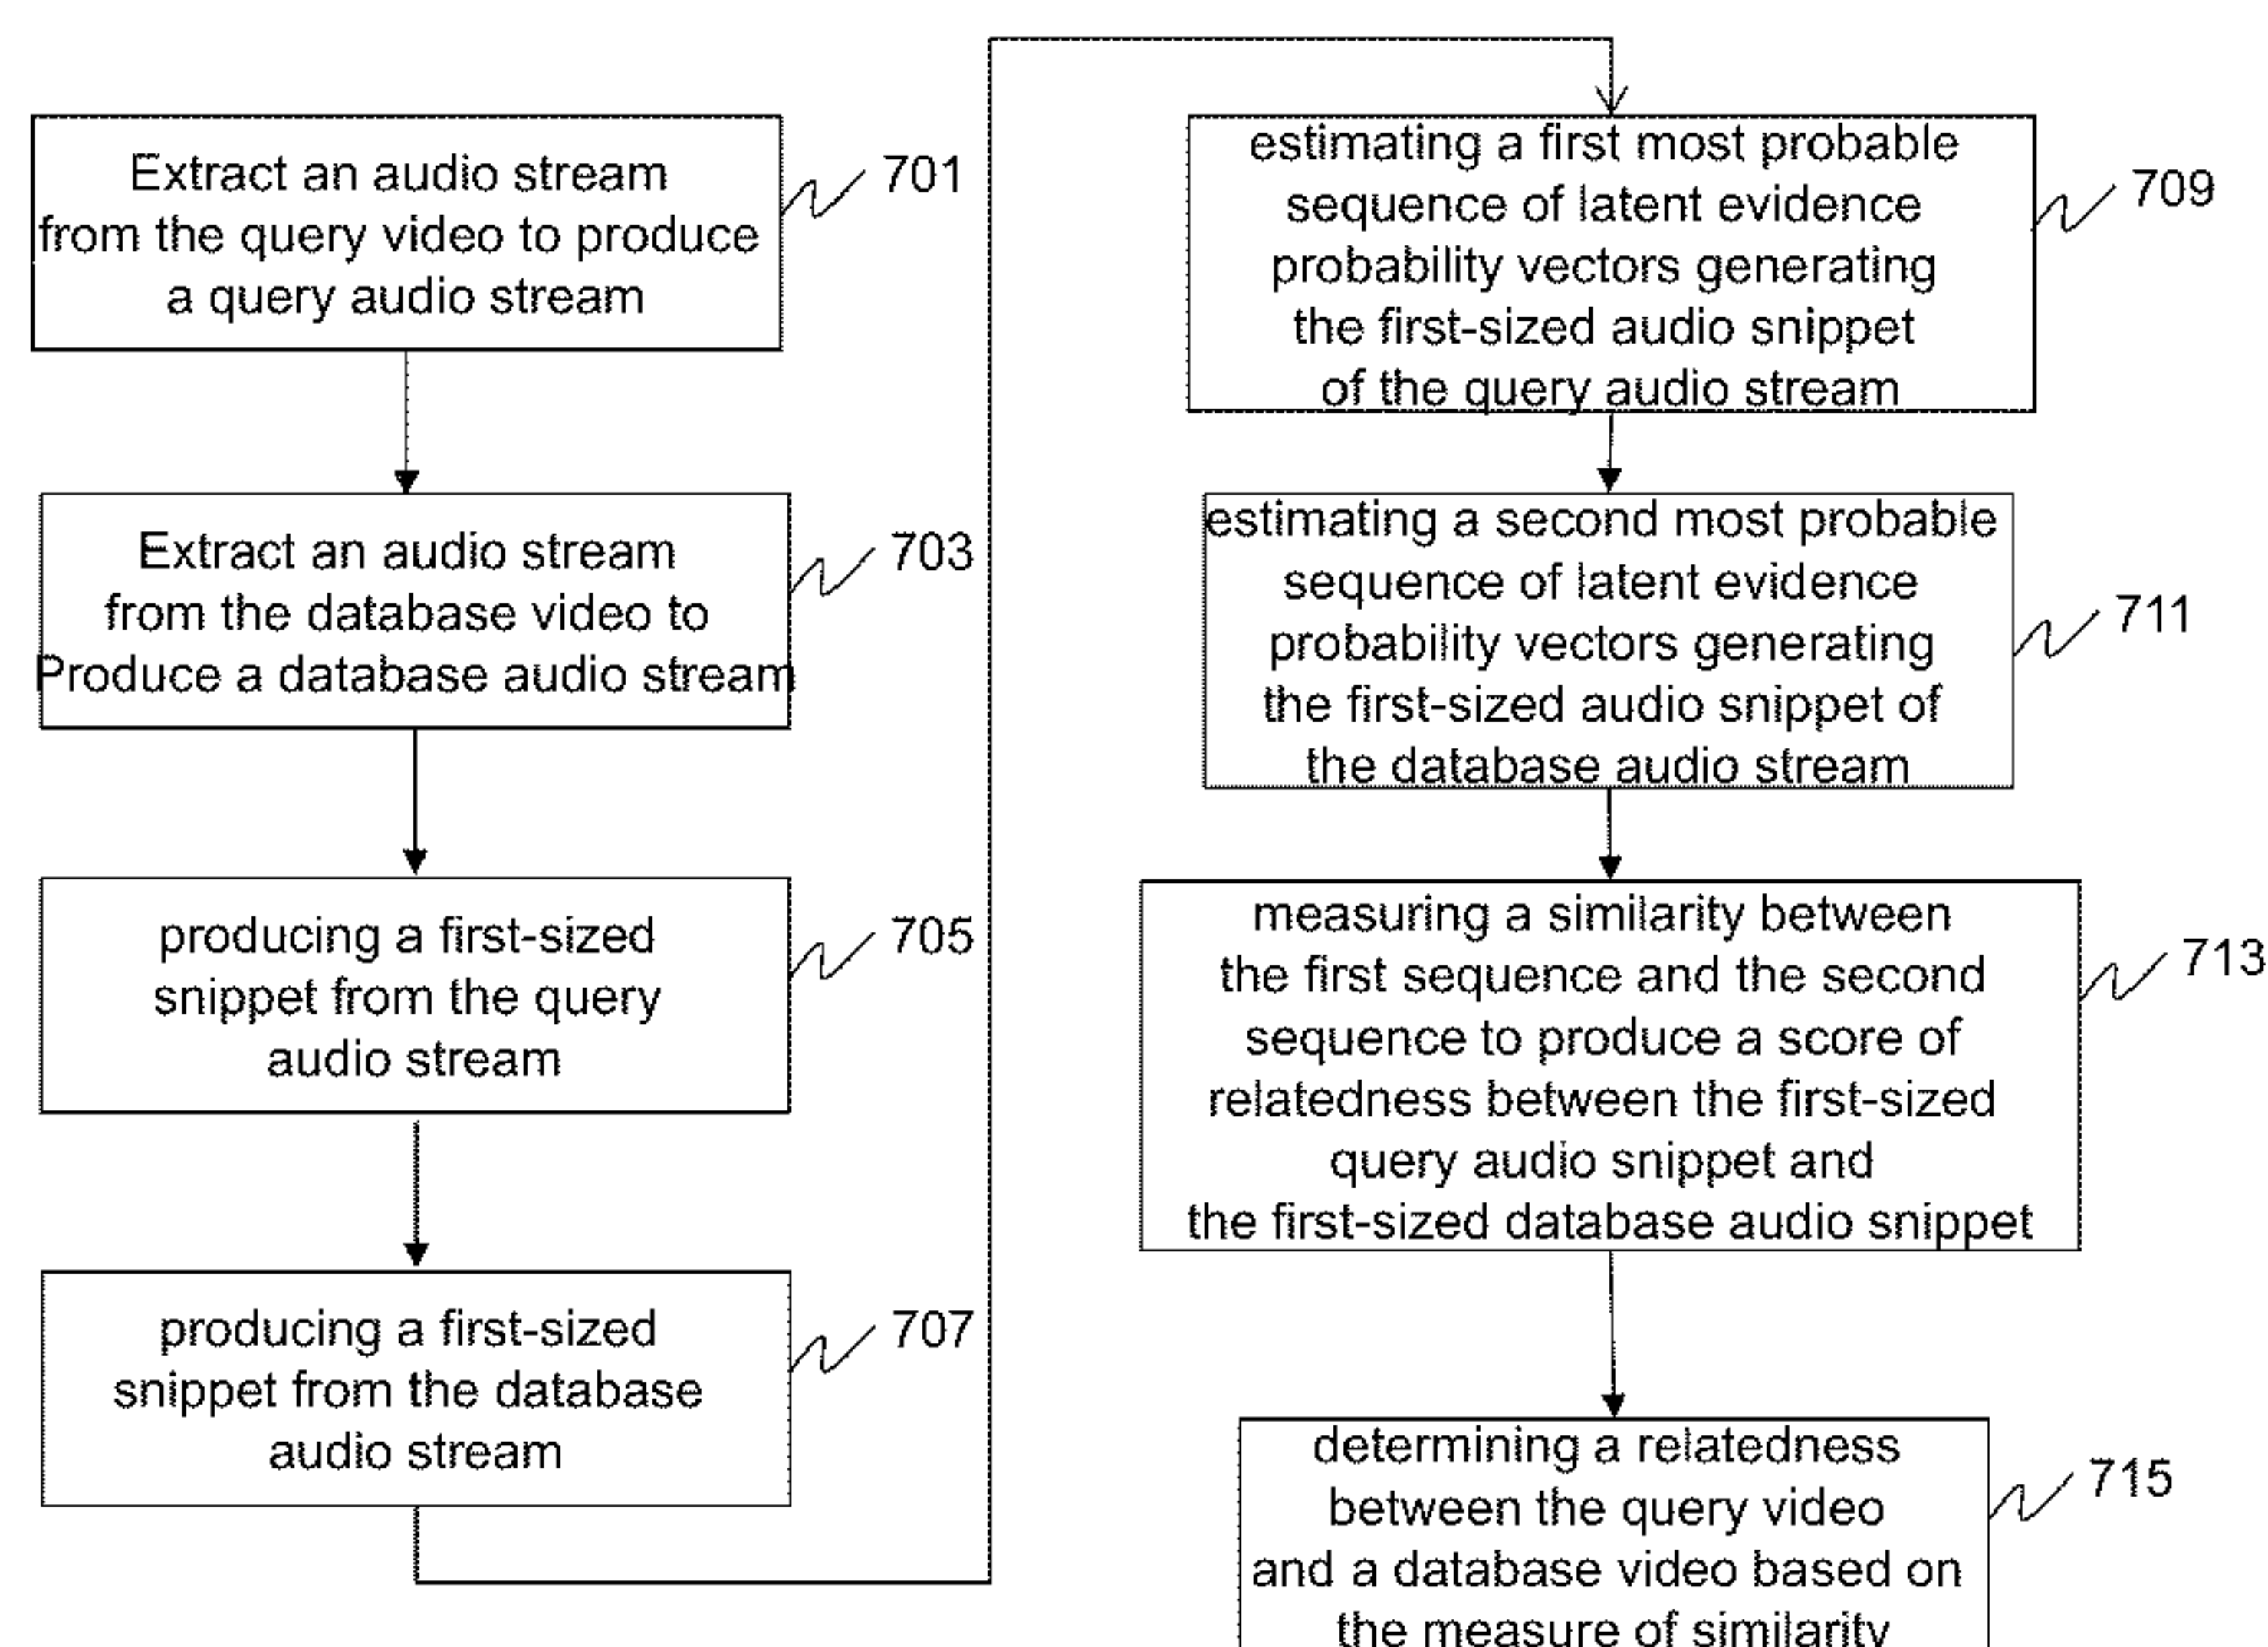 Extract an audio stream
from the query video to produce
a query audio stream
701
Extract an audio stream
from the database video to
Produce a database audio stream
703
producing a first-sized
snippet from the query
audio stream
705
producing a first-sized
snippet from the database
audio stream
707
estimating a first most probable
sequence of latent evidence
probability vectors generating
the first-sized audio snippet
of the query audio stream
709
estimating a second most probable
sequence of latent evidence
probability vectors generating
the first-sized audio snippet of
the database audio stream
711
measuring a similarity between
the first sequence and the second
sequence to produce a score of
relatedness between the first-sized
query audio snippet and
the first-sized database audio snippet
713
determining a relatedness
between the query video
and a database video based on
the measure of similarity
715